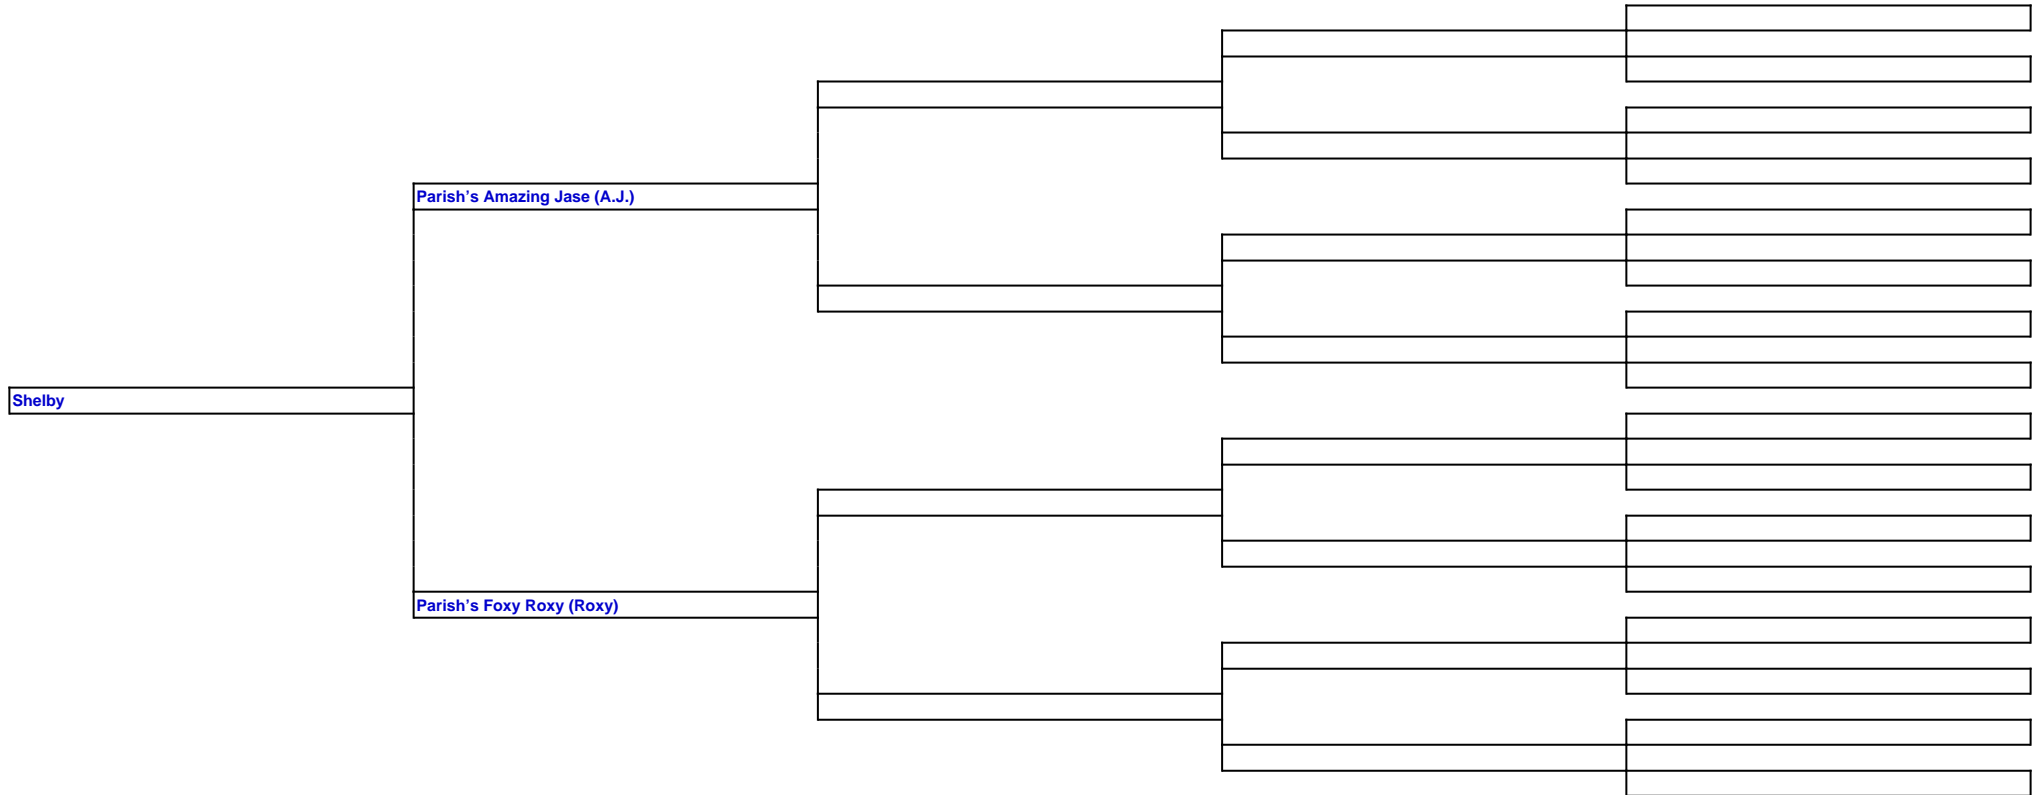 Parish’s Amazing Jase (A.J.)
Shelby
Parish’s Foxy Roxy (Roxy)